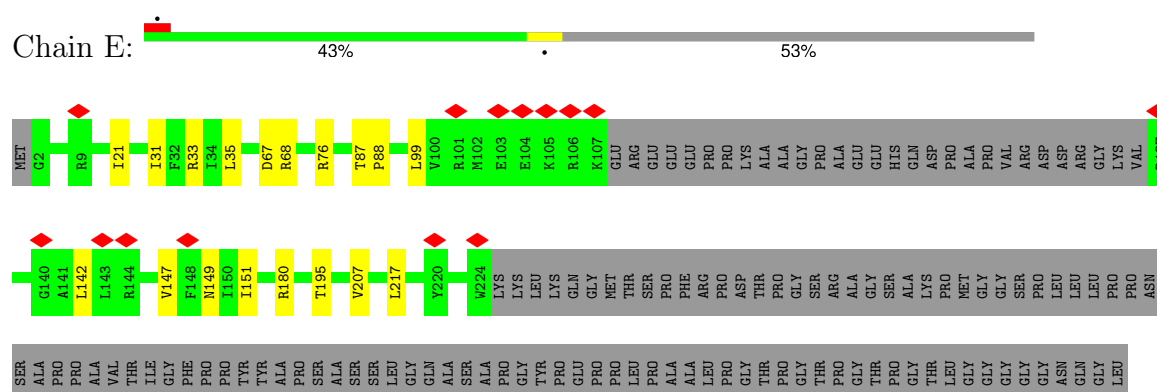 Chain E:
43%
53%
MET G2 R9 I21 I31 F32 R33 I34 L35 D67 R68 R76 T87 P88 L99 V100 R101 M102 E103 E104 K105 R106 K107 GLU ARG GLU GLU GLU PRO PRO LYS ALA ALA GLY PRO ALA GLU GLU HIS GLN ASP PRO ALA PRO VAL ARG ASP ASP ARG GLY LYS VAL
G140 A141 L142 L143 R144 V147 F148 N149 I150 I151 R180 T195 V207 L217 Y220 W224 LYS LYS LEU LYS GLN GLY MET THR SER PRO PHE ARG PRO ASP THR PRO GLY SER ARG ALA GLY SER ALA LYS PRO MET GLY GLY SER PRO LEU LEU LEU PRO PRO ASN
SER ALA PRO PRO ALA VAL THR ILE GLY PHE PRO PRO TYR TYR ALA PRO SER ALA SER SER LEU GLY GLN ALA SER ALA PRO GLY TYR PRO GLU PRO PRO LEU PRO ALA ALA LEU PRO GLY THR PRO GLY THR PRO GLY THR PRO GLY THR LEU GLY GLY GLY GLY GLY ASN GLN GLY LEU